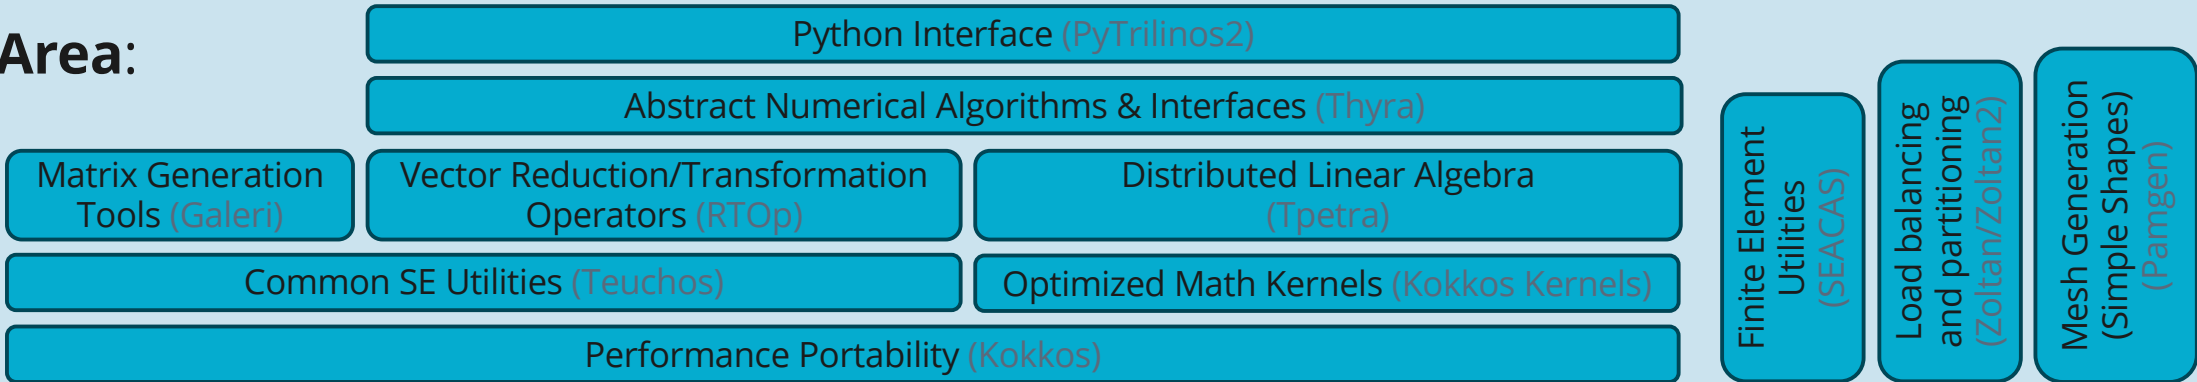 Area:
Python Interface (PyTrilinos2)
Abstract Numerical Algorithms & Interfaces (Thyra)
Matrix Generation
Tools (Galeri)
Vector Reduction/Transformation
Operators (RTOp)
Distributed Linear Algebra
(Tpetra)
Common SE Utilities (Teuchos)
Optimized Math Kernels (Kokkos Kernels)
Performance Portability (Kokkos)
Finite Element
Utilities
(SEACAS)
Load balancing
and partitioning
(Zoltan/Zoltan2)
Mesh Generation
(Simple Shapes)
(Pamgen)